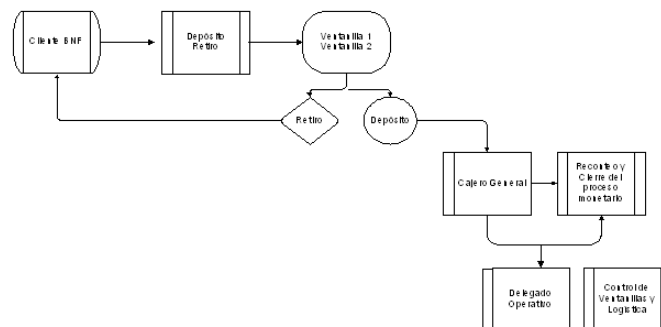 Cliente BNF
Depósito
Retiro
Ventanilla 1
Ventanilla 2
Retiro
Depósito
Cajero General
Reconteo y
Cierre del
proceso
monetario
Delegado
Operativo
Control de
Ventanillas y
Logística